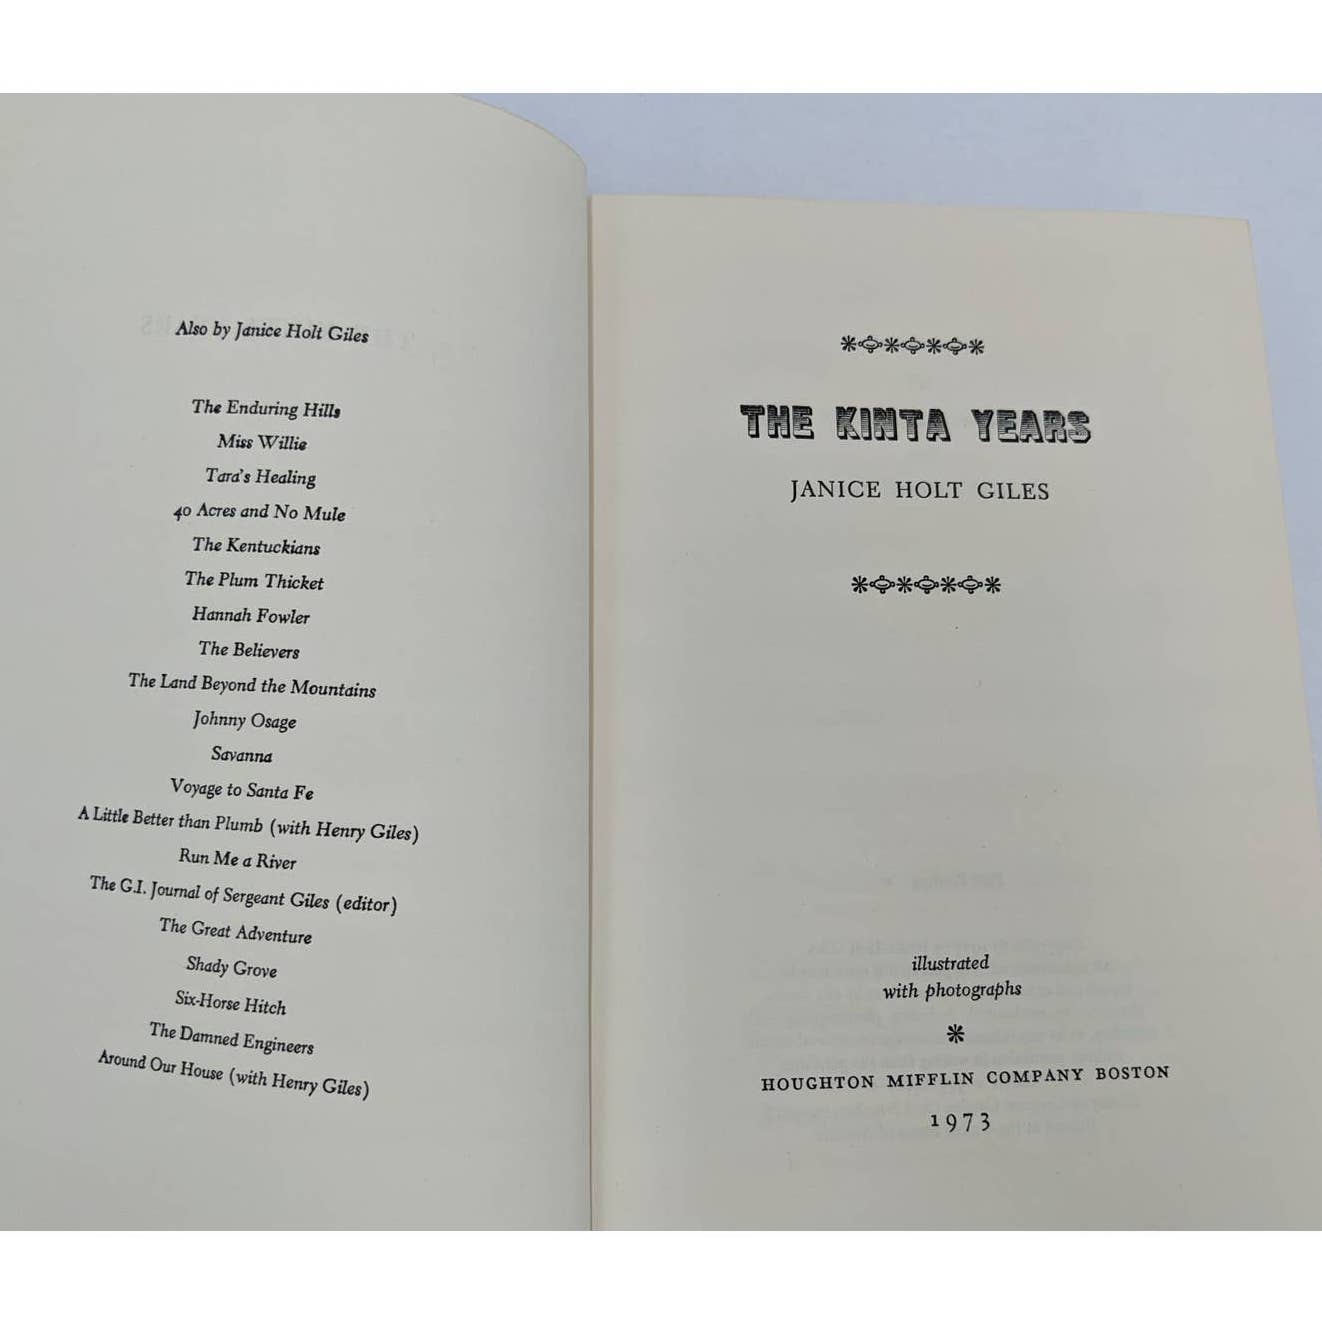 Also by Janice Holt Giles
The Enduring Hills
Miss Willie
Tara's Healing
40 Acres and No Mule
The Kentuckians
The Plum Thicket
Hannah Fowler
The Believers
The Land Beyond the Mountains
Johnny Osage
Savanna
Voyage to Santa Fe
A Little Better than Plumb (with Henry Giles)
Run Me a River
The G.I. Journal of Sergeant Giles (editor)
The Great Adventure
Shady Grove
Six-Horse Hitch
The Damned Engineers
Around Our House (with Henry Giles)
THE KINTA YEARS
JANICE HOLT GILES
illustrated
with photographs
HOUGHTON MIFFLIN COMPANY BOSTON
1973